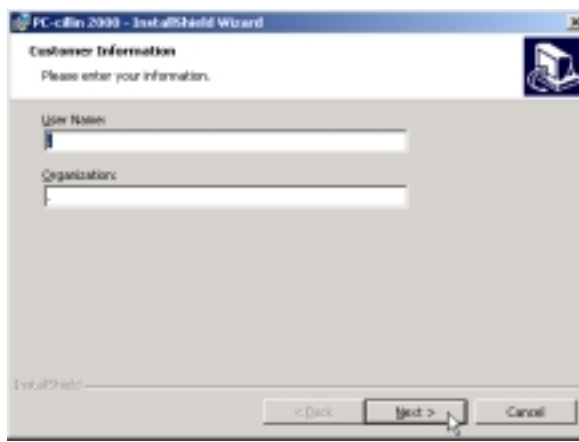 PC-cillin 2000 - InstallShield Wizard
Customer Information
Please enter your information.
User Name:
Organization:
.
InstallShield
< Back
Next >
Cancel